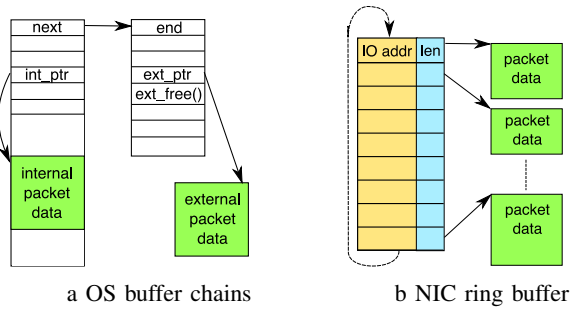 next
int_ptr
internal
packet
data
end
ext_ptr
ext_free()
external
packet
data
a OS buffer chains
IO addr len
packet
data
packet
data
packet
data
b NIC ring buffer